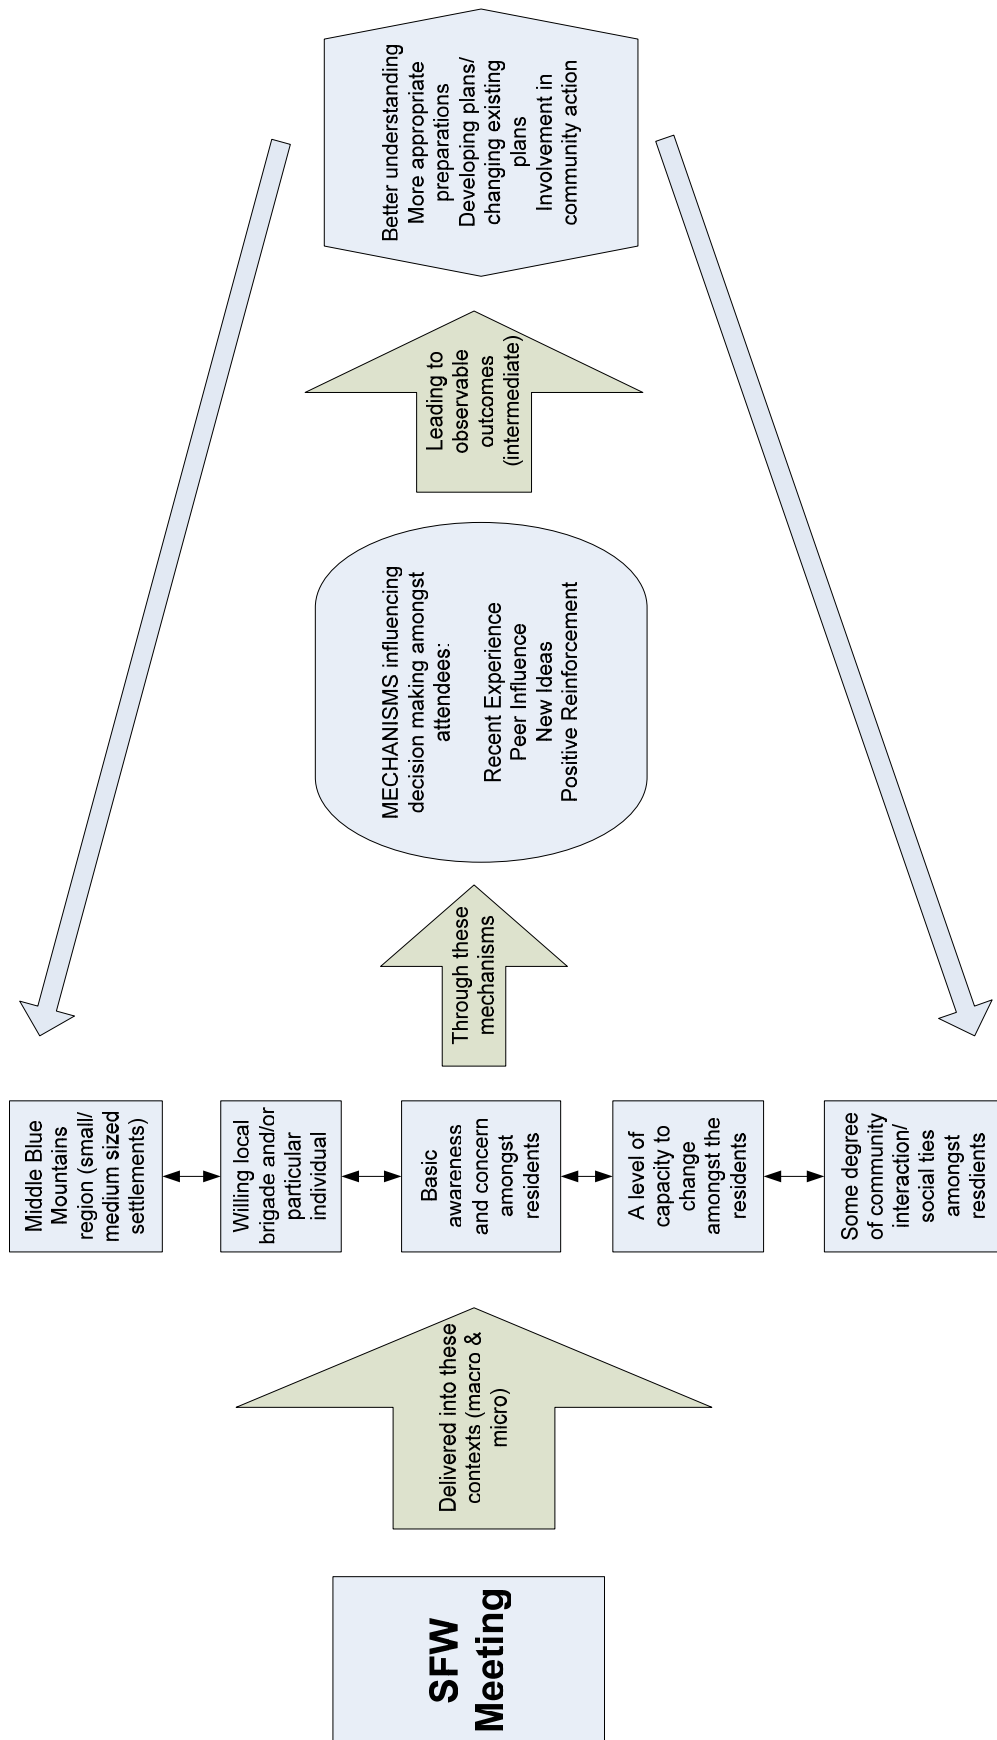 SFW
Meeting
Delivered into these
contexts (macro &
micro)
Middle Blue
Mountains
region (small/
medium sized
settlements)
Willing local
brigade and/or
particular
individual
Basic
awareness
and concern
amongst
residents
A level of
capacity to
change
amongst the
residents
Some degree
of community
interaction/
social ties
amongst
resdients
Through these
mechanisms
MECHANISMS influencing
decision making amongst
attendees:
Recent Experience
Peer Influence
New Ideas
Positive Reinforcement
Leading to
observable
outcomes
(intermediate)
Better understanding
More appropriate
preparations
Developing plans/
changing existing
plans
Involvement in
community action